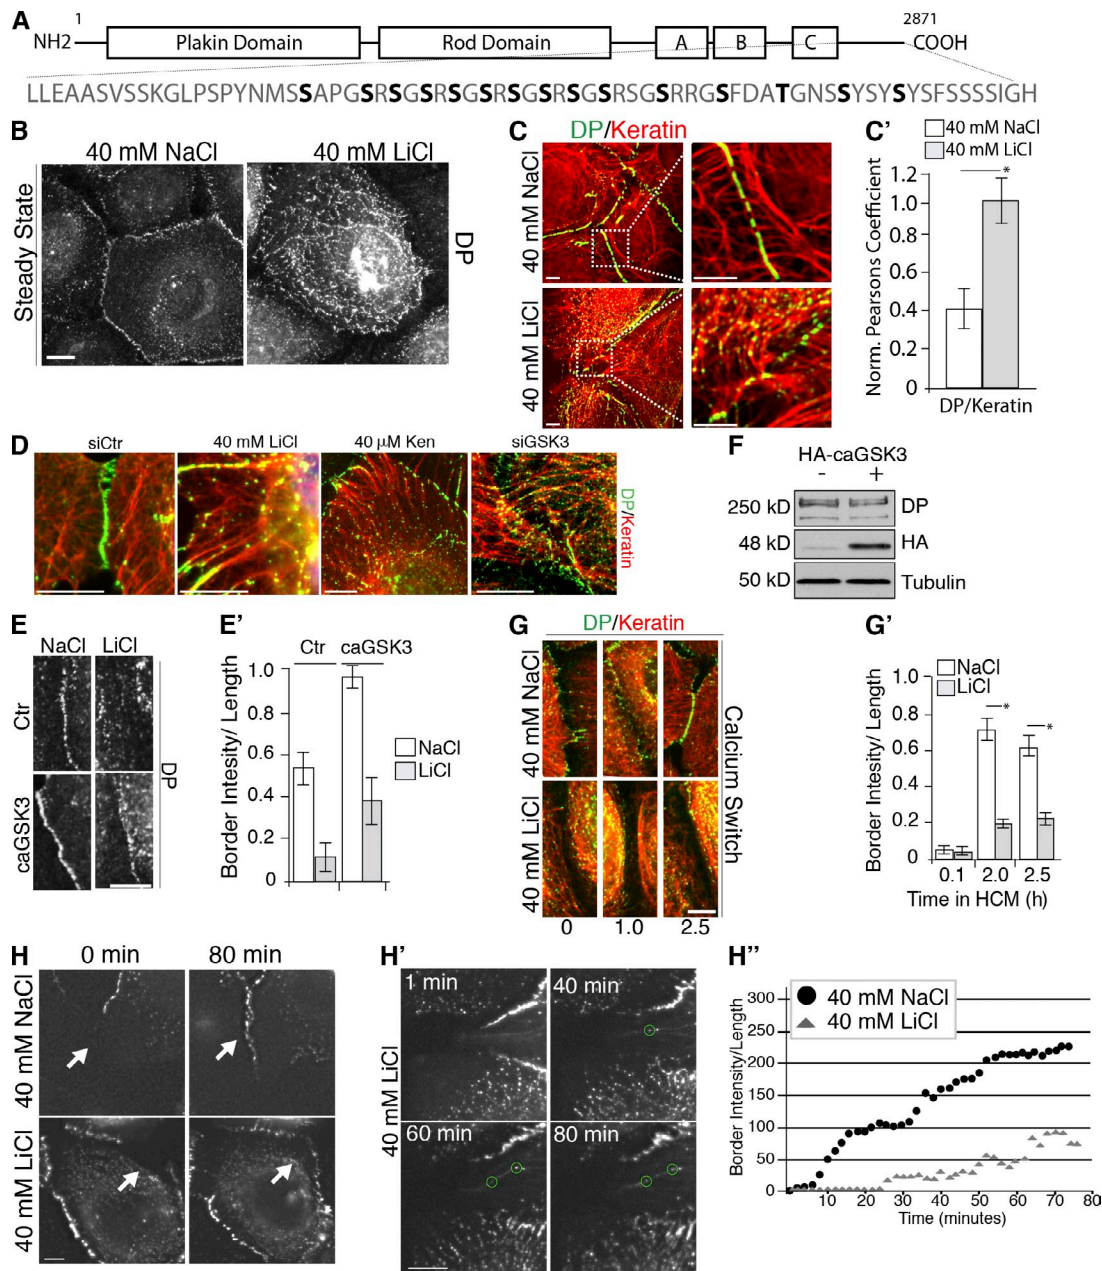 A
1
2871
NH2
Plakin Domain
Rod Domain
A
B
C
COOH
LLEAASVSSKGLPSPYNMSSAPGSRSGSRSGSRSGSRSGSRSGSRRGSFDATGNSSYSYSYSFSSSSIGH
B
40 mM NaCl
40 mM LiCl
Steady State
DP
C
DP/Keratin
40 mM NaCl
40 mM LiCl
C'
40 mM NaCl
40 mM LiCl
Norm. Pearsons Coefficient
*
1.2
1.0
0.8
0.6
0.4
0.2
0
DP/Keratin
D
siCtr
40 mM LiCl
40 µM Ken
siGSK3
DP/Keratin
F
HA-caGSK3
- +
250 kD
DP
48 kD
HA
50 kD
Tubulin
E
NaCl
LiCl
Ctr
caGSK3
DP
E'
Ctr
caGSK3
Border Intesity/ Length
1.0
0.8
0.6
0.4
0.2
0
NaCl
LiCl
G
DP/Keratin
40 mM NaCl
40 mM LiCl
Calcium Switch
0
1.0
2.5
G'
NaCl
LiCl
Border Intesity/ Length
*
*
0.8
0.6
0.4
0.2
0
0.1
2.0
2.5
Time in HCM (h)
H
0 min
80 min
40 mM NaCl
40 mM LiCl
H'
40 mM LiCl
1 min
40 min
60 min
80 min
H"
40 mM NaCl
40 mM LiCl
Border Intensity/Length
300
250
200
150
100
50
0
10
20
30
40
50
60
70
80
Time (minutes)